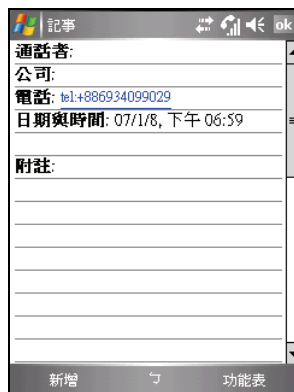 記事
ok
通話者:
公司:
電話: tel:+886934099029
日期與時間: 07/1/8, 下午 06:59
附註:
新增 ㄅ 功能表